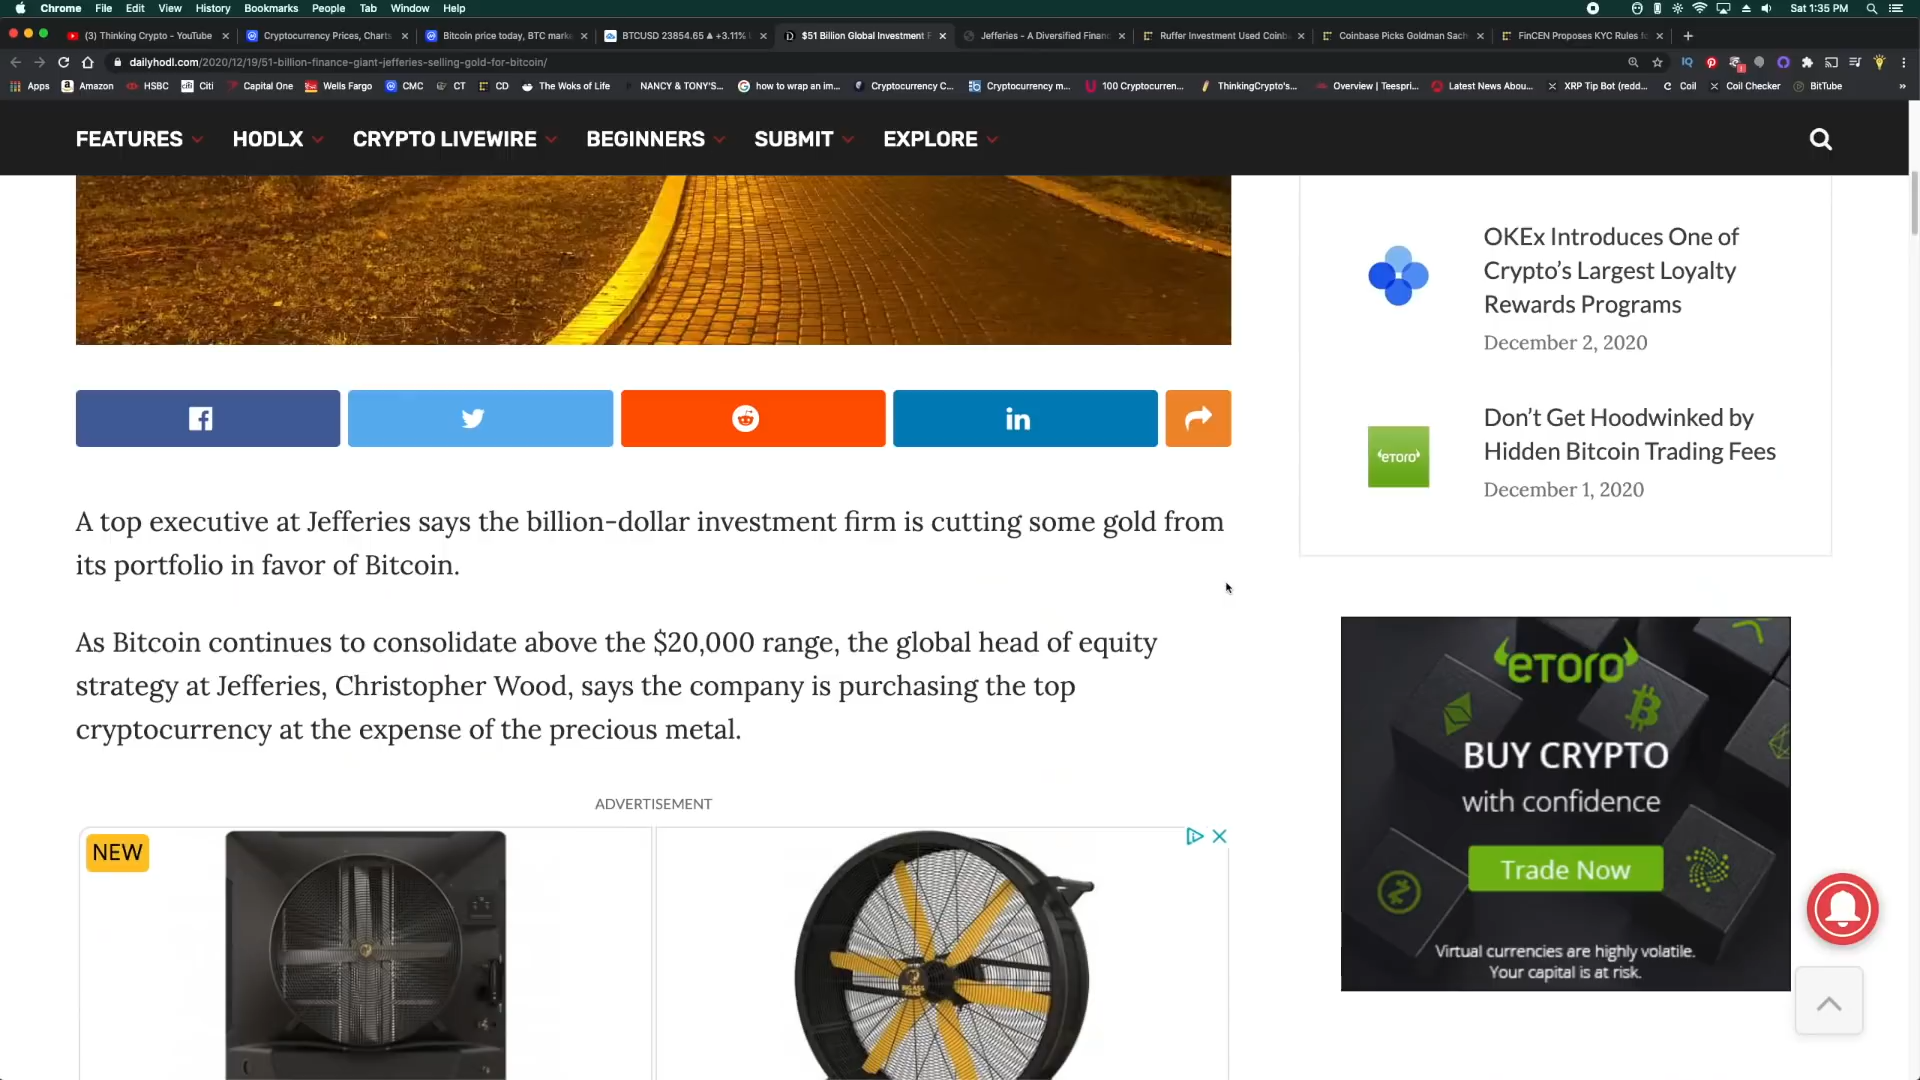 Chrome File Edit View History Bookmarks People Tab Window Help Sat 1:35 PM
(3) Thinking Crypto - YouTube Cryptocurrency Prices, Charts Bitcoin price today, BTC marke BTCUSD 23854.65 ▲ +3.11% $51 Billion Global Investment F Jefferies - A Diversified Financ Ruffer Investment Used Coinb Coinbase Picks Goldman Sach FinCEN Proposes KYC Rules fo
dailyhodl.com/2020/12/19/51-billion-finance-giant-jefferies-selling-gold-for-bitcoin/
Apps Amazon HSBC Citi Capital One Wells Fargo CMC CT CD The Woks of Life NANCY & TONY'S... how to wrap an im... Cryptocurrency C... Cryptocurrency m... 100 Cryptocurren... ThinkingCrypto's... Overview | Teespri... Latest News Abou... XRP Tip Bot (redd... Coil Coil Checker BitTube »
FEATURES HODLX CRYPTO LIVEWIRE BEGINNERS SUBMIT EXPLORE
OKEx Introduces One of
Crypto's Largest Loyalty
Rewards Programs
December 2, 2020
Don't Get Hoodwinked by
Hidden Bitcoin Trading Fees
December 1, 2020
eToro
A top executive at Jefferies says the billion-dollar investment firm is cutting some gold from
its portfolio in favor of Bitcoin.
As Bitcoin continues to consolidate above the $20,000 range, the global head of equity
strategy at Jefferies, Christopher Wood, says the company is purchasing the top
cryptocurrency at the expense of the precious metal.
ADVERTISEMENT
NEW
eToro
BUY CRYPTO
with confidence
Trade Now
Virtual currencies are highly volatile.
Your capital is at risk.